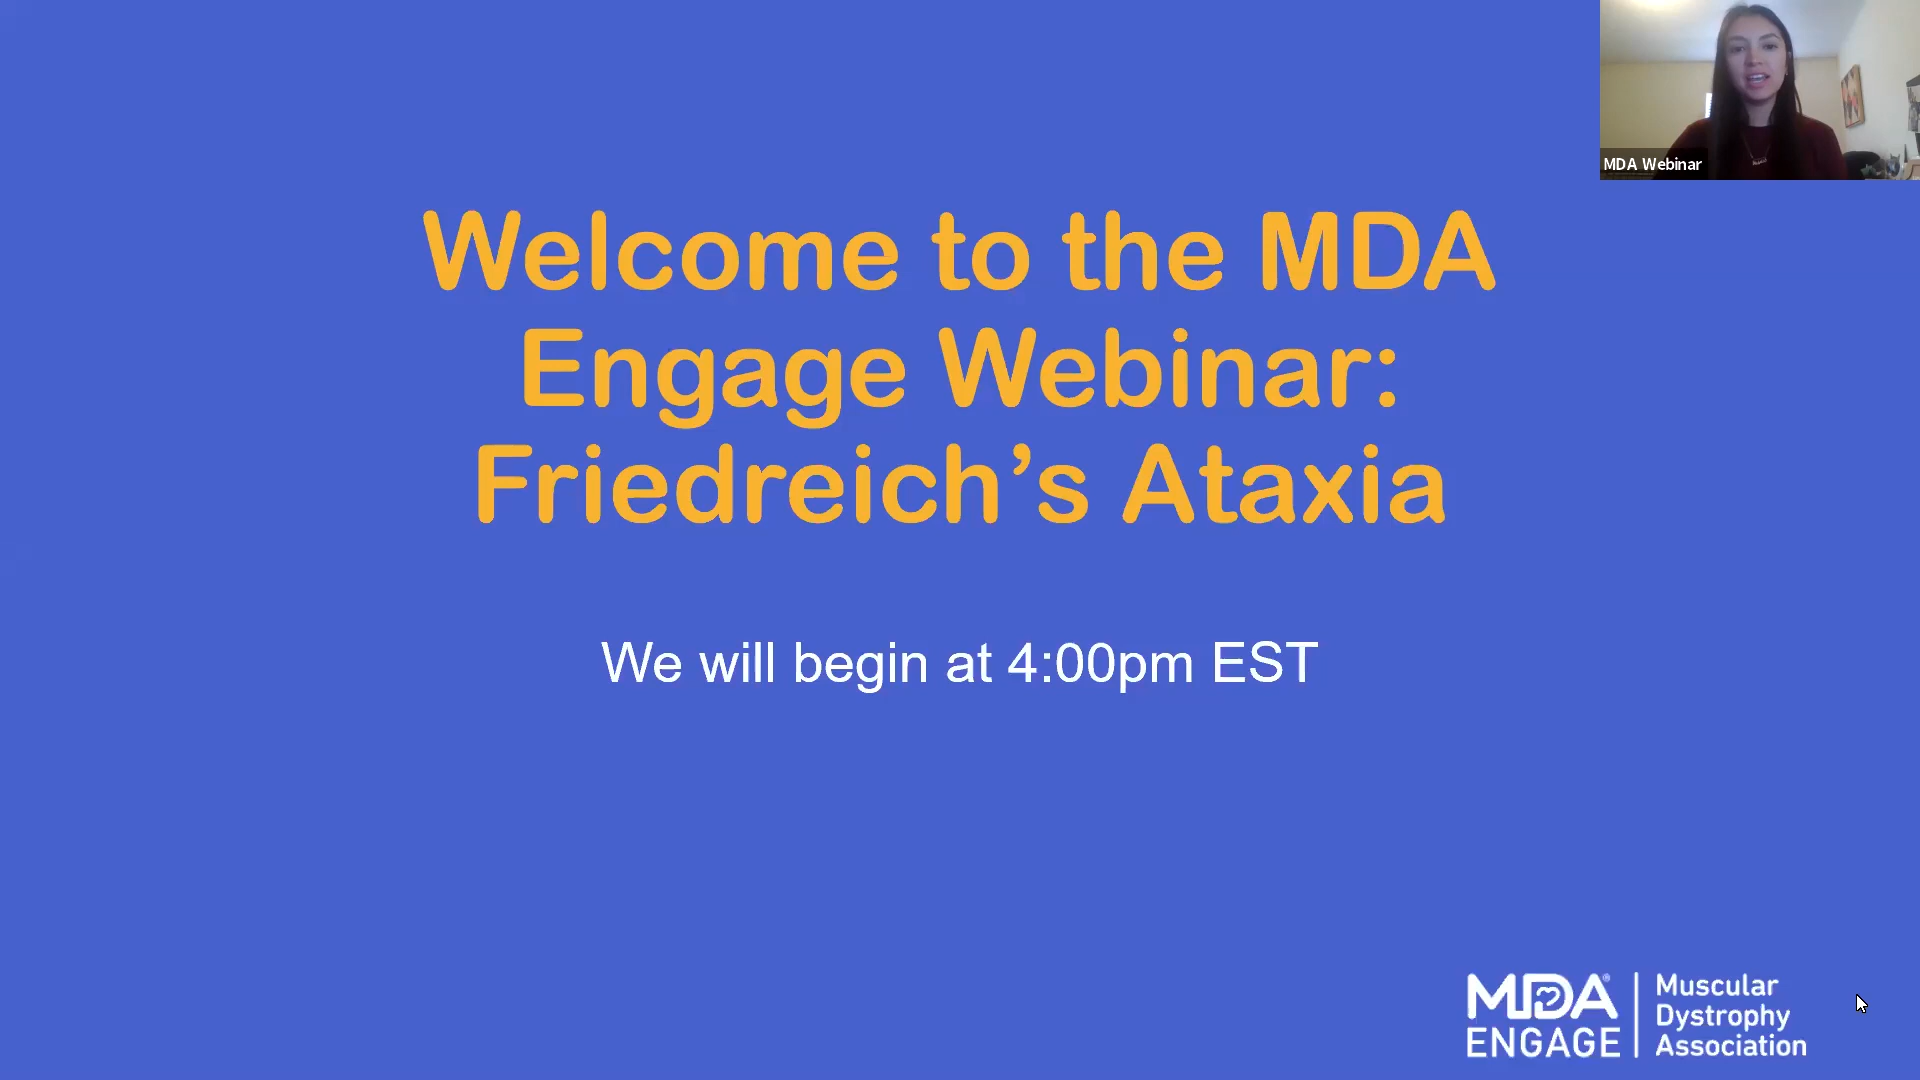 MDA Webinar
Welcome to the MDA
Engage Webinar:
Friedreich’s Ataxia
We will begin at 4:00pm EST
MDA®
ENGAGE
Muscular
Dystrophy
Association